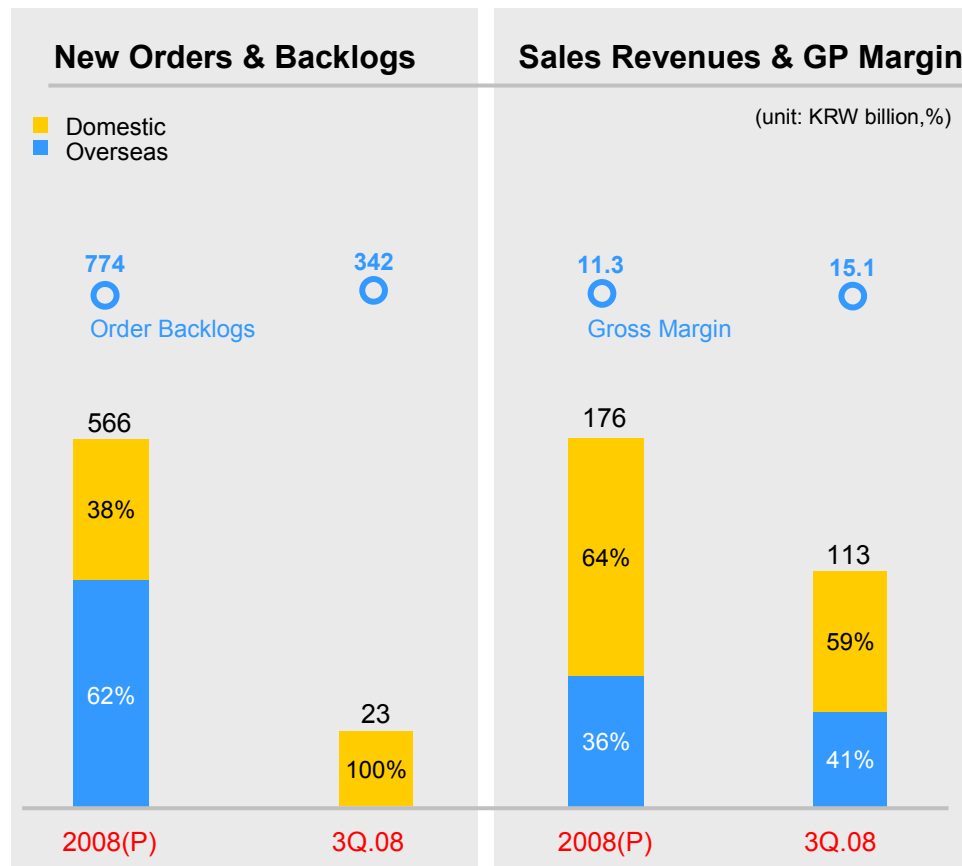 New Orders & Backlogs
Domestic
Overseas
774
342
Order Backlogs
566
38%
62%
23
100%
2008(P)
3Q.08
Sales Revenues & GP Margin
(unit: KRW billion,%)
11.3
15.1
Gross Margin
176
64%
36%
113
59%
41%
2008(P)
3Q.08